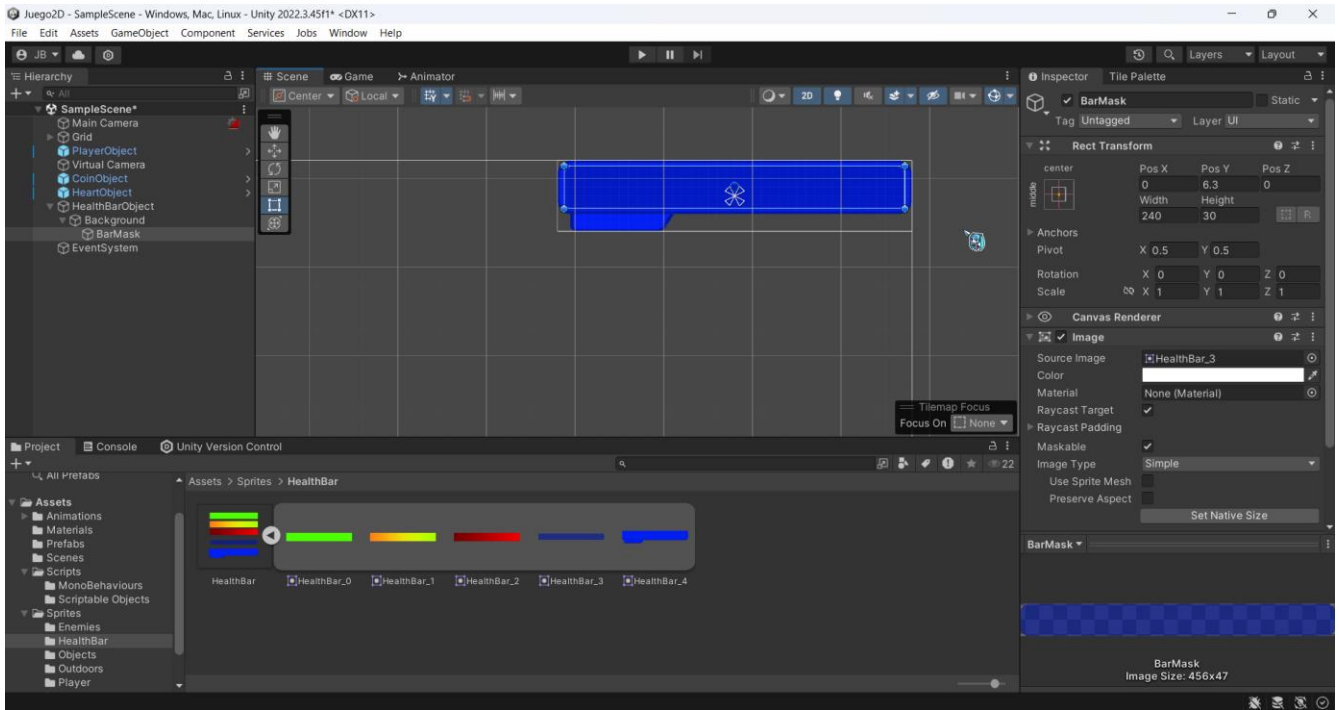 Juego2D - SampleScene - Windows, Mac, Linux - Unity 2022.3.45f1* <DX11>
File Edit Assets GameObject Component Services Jobs Window Help
JB Layers Layout
Hierarchy
All
SampleScene*
Main Camera
Grid
PlayerObject
Virtual Camera
CoinObject
HeartObject
HealthBarObject
Background
BarMask
EventSystem
Scene Game Animator
Center Local 2D
Tilemap Focus
Focus On None
Inspector Tile Palette
BarMask Static
Tag Untagged Layer UI
Rect Transform
center Pos X Pos Y Pos Z
middle 0 6.3 0
Width Height
240 30 R
Anchors
Pivot X 0.5 Y 0.5
Rotation X 0 Y 0 Z 0
Scale X 1 Y 1 Z 1
Canvas Renderer
Image
Source Image HealthBar_3
Color
Material None (Material)
Raycast Target
Raycast Padding
Maskable
Image Type Simple
Use Sprite Mesh
Preserve Aspect
Set Native Size
BarMask
BarMask
Image Size: 456x47
Project Console Unity Version Control
22
All Prefabs
Assets
Animations
Materials
Prefabs
Scenes
Scripts
MonoBehaviours
Scriptable Objects
Sprites
Enemies
HealthBar
Objects
Outdoors
Player
Assets > Sprites > HealthBar
HealthBar HealthBar_0 HealthBar_1 HealthBar_2 HealthBar_3 HealthBar_4